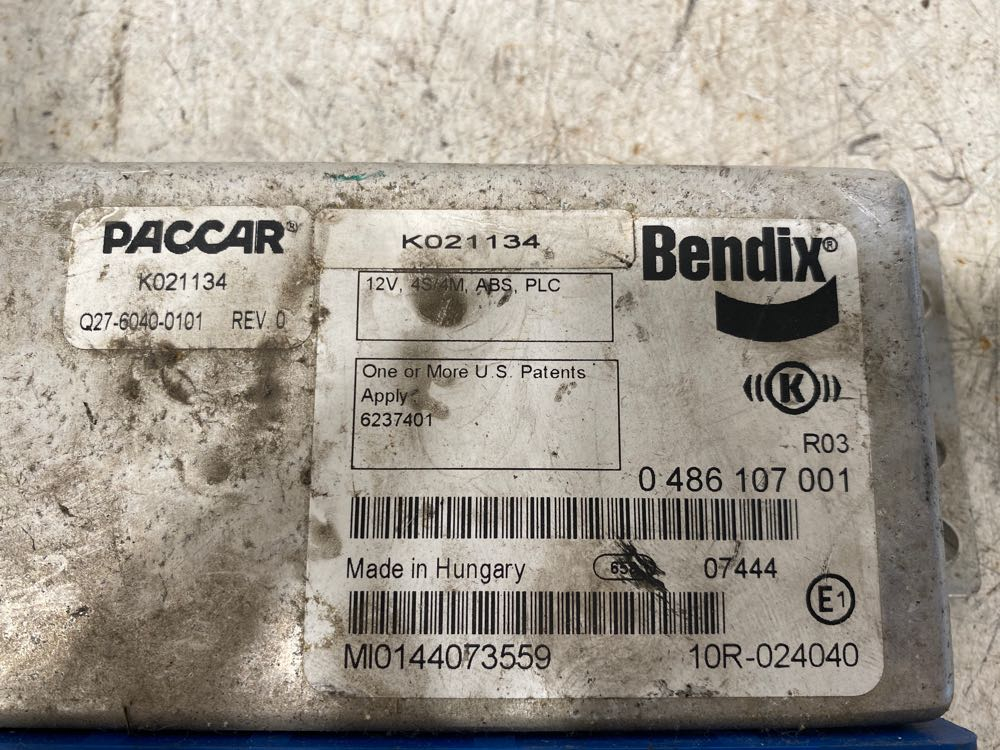 PACCAR®
K021134
Q27-6040-0101 REV. 0
K021134
Bendix®
12V, 4S/4M, ABS, PLC
One or More U.S. Patents
Apply
6237401
K
R03
0 486 107 001
Made in Hungary
07444
E1
MI0144073559
10R-024040